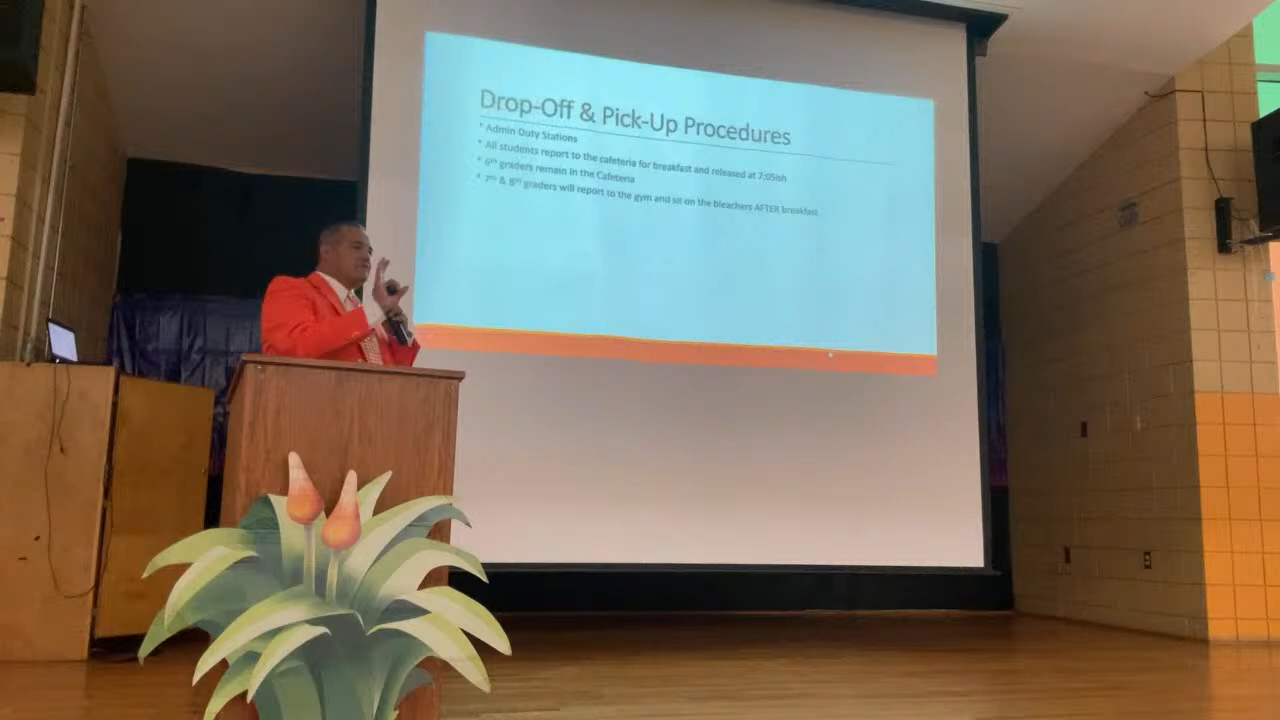 Drop-Off & Pick-Up Procedures
* Admin Duty Stations
* All students report to the cafeteria for breakfast and released at 7:05ish
* 6th graders remain in the Cafeteria
* 7th & 8th graders will report to the gym and sit on the bleachers AFTER breakfast